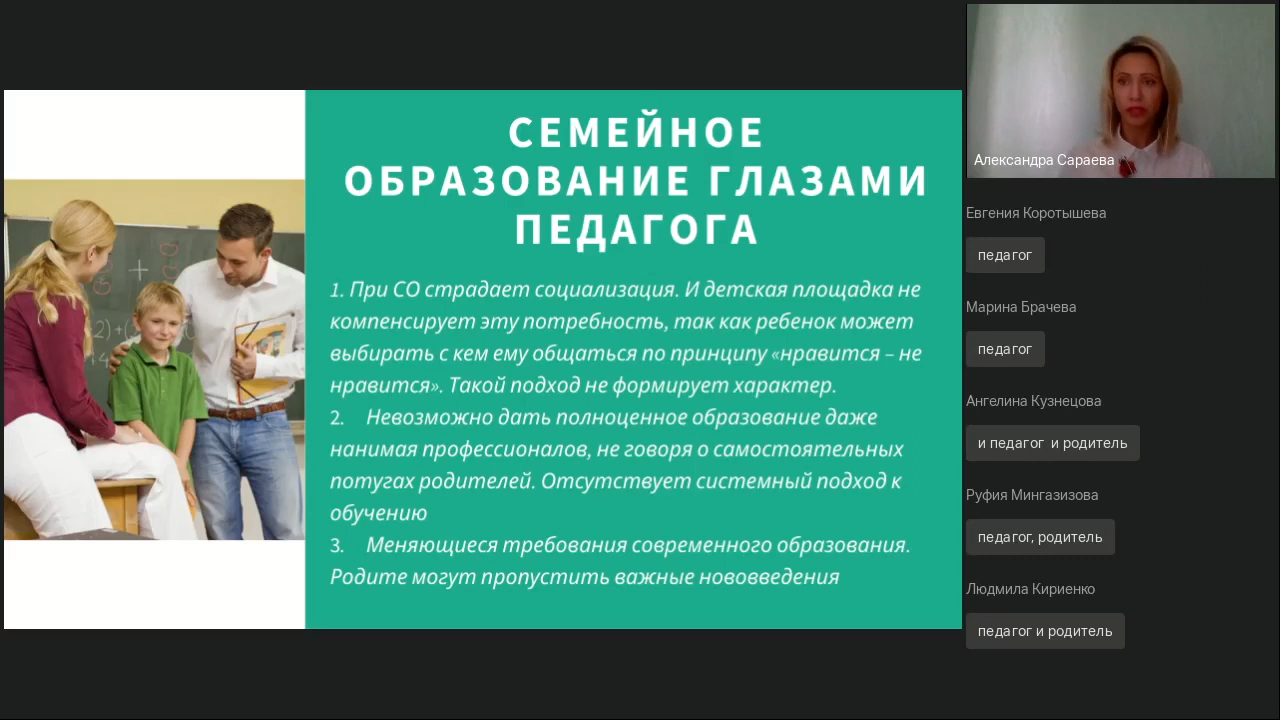 СЕМЕЙНОЕ
ОБРАЗОВАНИЕ ГЛАЗАМИ
ПЕДАГОГА
1. При СО страдает социализация. И детская площадка не
компенсирует эту потребность, так как ребенок может
выбирать с кем ему общаться по принципу «нравится – не
нравится». Такой подход не формирует характер.
2. Невозможно дать полноценное образование даже
нанимая профессионалов, не говоря о самостоятельных
потугах родителей. Отсутствует системный подход к
обучению
3. Меняющиеся требования современного образования.
Родите могут пропустить важные нововведения
Александра Сараева
Евгения Коротышева
педагог
Марина Брачева
педагог
Ангелина Кузнецова
и педагог и родитель
Руфия Мингазизова
педагог, родитель
Людмила Кириенко
педагог и родитель